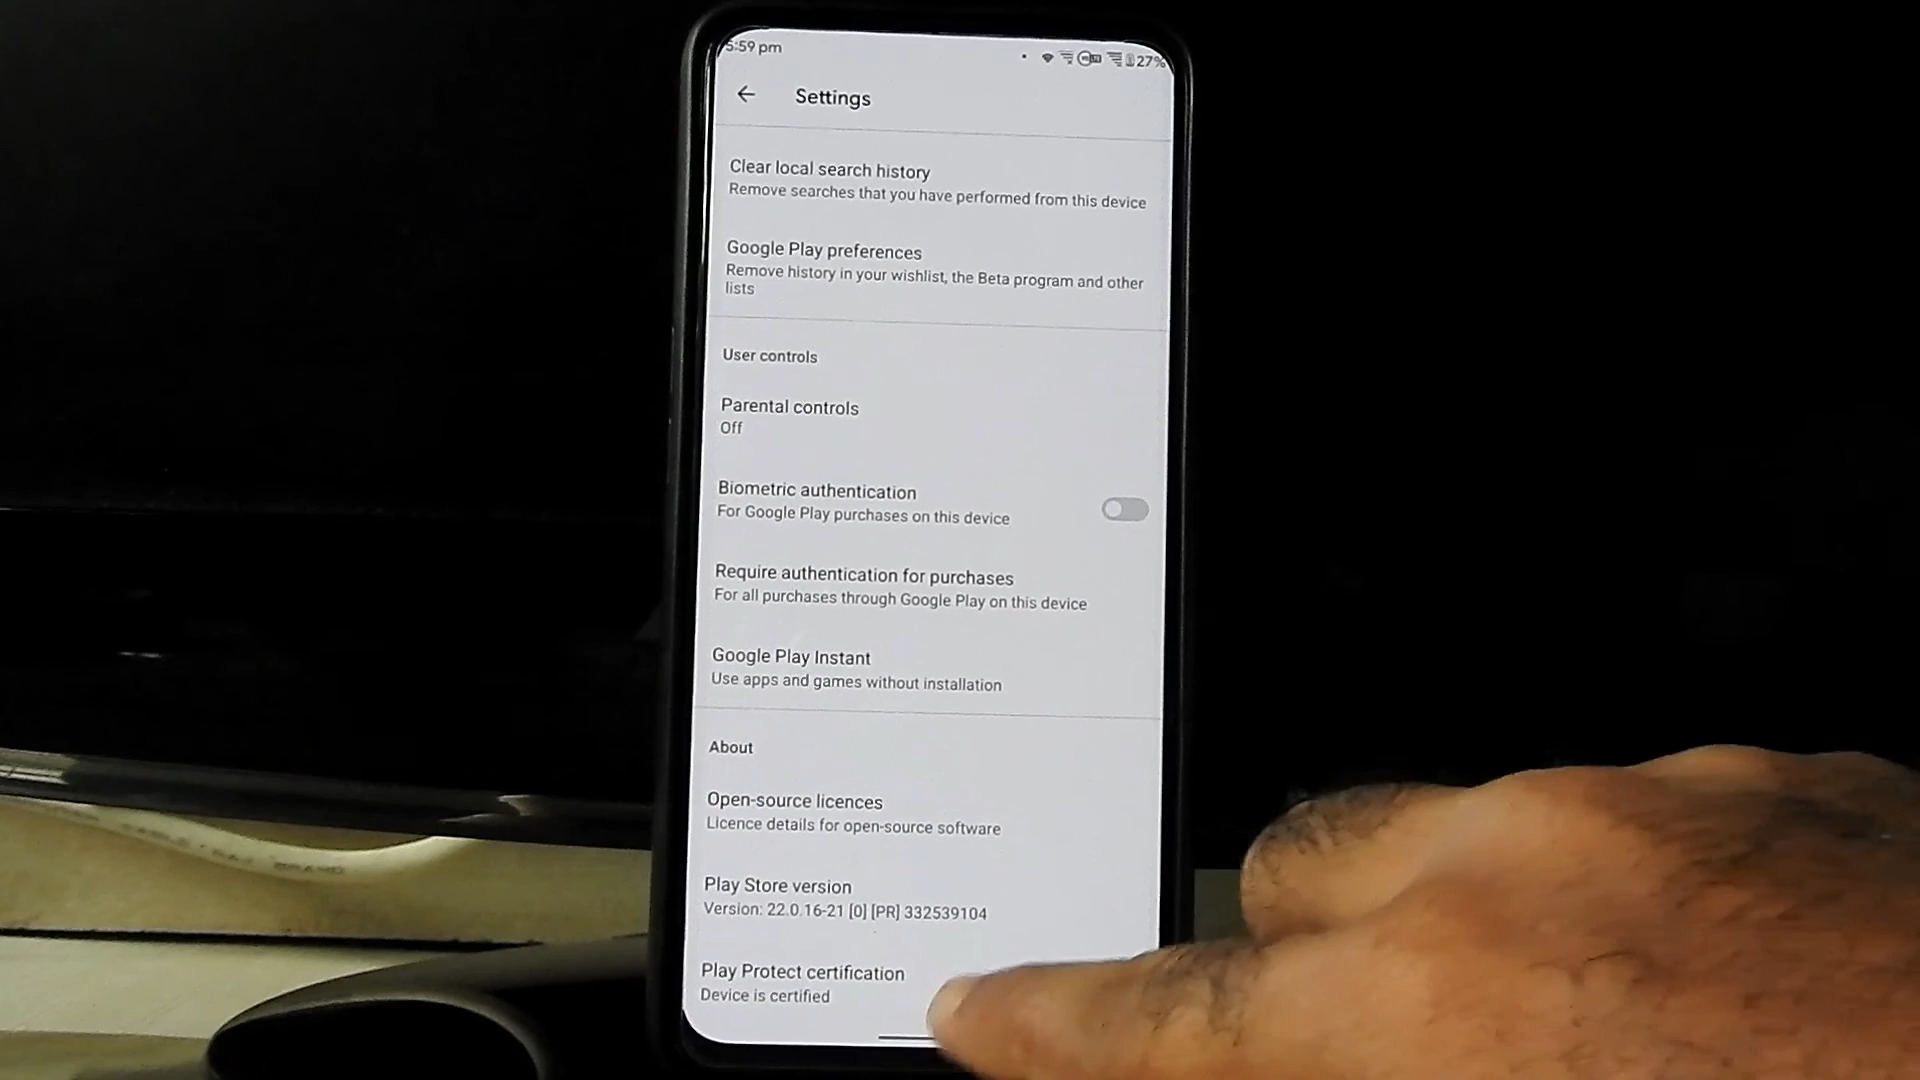 5:59 pm
27%
Settings
Clear local search history
Remove searches that you have performed from this device
Google Play preferences
Remove history in your wishlist, the Beta program and other
lists
User controls
Parental controls
Off
Biometric authentication
For Google Play purchases on this device
Require authentication for purchases
For all purchases through Google Play on this device
Google Play Instant
Use apps and games without installation
About
Open-source licences
Licence details for open-source software
Play Store version
Version: 22.0.16-21 [0] [PR] 332539104
Play Protect certification
Device is certified